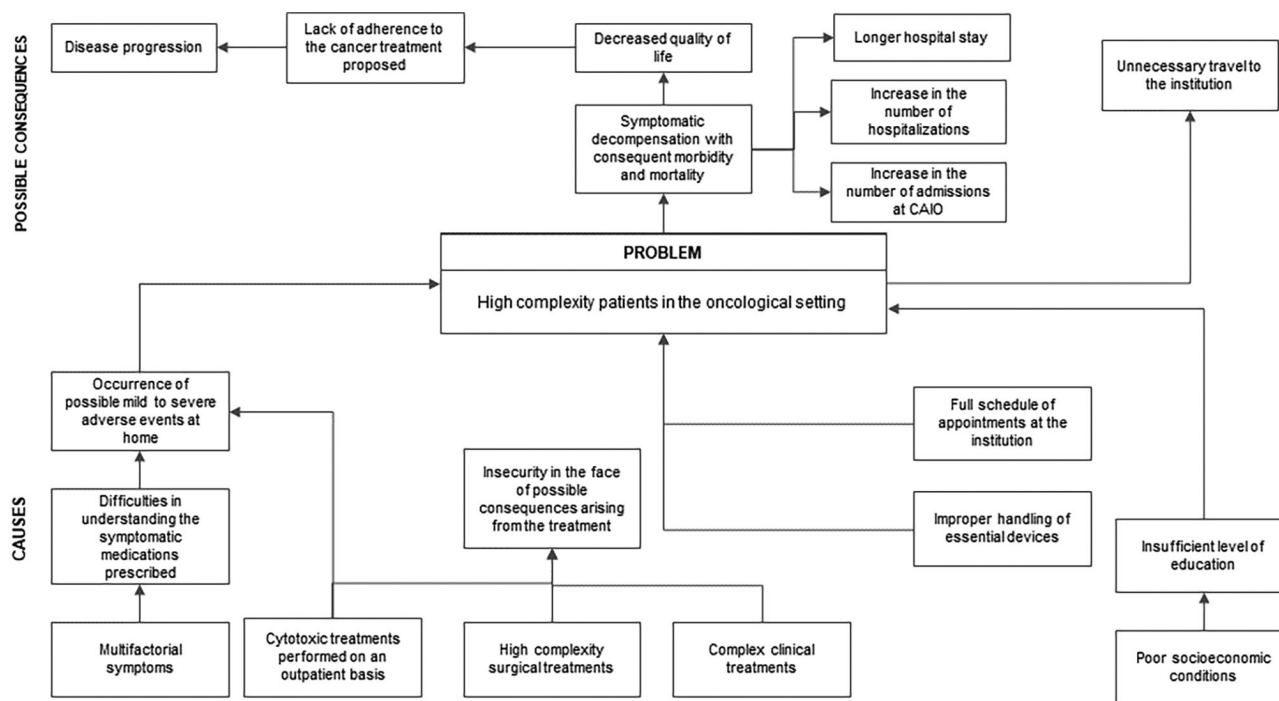 POSSIBLE CONSEQUENCES
Disease progression
Lack of adherence to
the cancer treatment
proposed
Decreased quality of
life
Longer hospital stay
Unnecessary travel to
the institution
Symptomatic
decompensation with
consequent morbidity
and mortality
Increase in the
number of
hospitalizations
Increase in the
number of admissions
at CAIO
PROBLEM
High complexity patients in the oncological setting
CAUSES
Occurrence of
possible mild to severe
adverse events at
home
Full schedule of
appointments at the
institution
Insecurity in the face
of possible
consequences arising
from the treatment
Difficulties in
understanding the
symptomatic
medications
prescribed
Improper handling of
essential devices
Insufficient level of
education
Multifactorial
symptoms
Cytotoxic treatments
performed on an
outpatient basis
High complexity
surgical treatments
Complex clinical
treatments
Poor socioeconomic
conditions